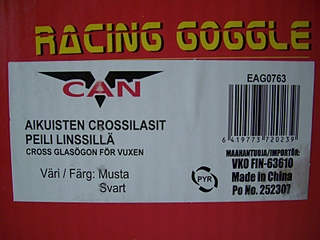 RACING GOGGLE
CAN
EAG0763
AIKUISTEN CROSSILASIT
PEILI LINSSILLÄ
CROSS GLASÖGON FÖR VUXEN
Väri / Färg: Musta
Svart
6 419773 720239
MAAHANTUOJA/IMPORTÖR:
VKO FIN-63610
Made in China
Po No. 252307
PYR